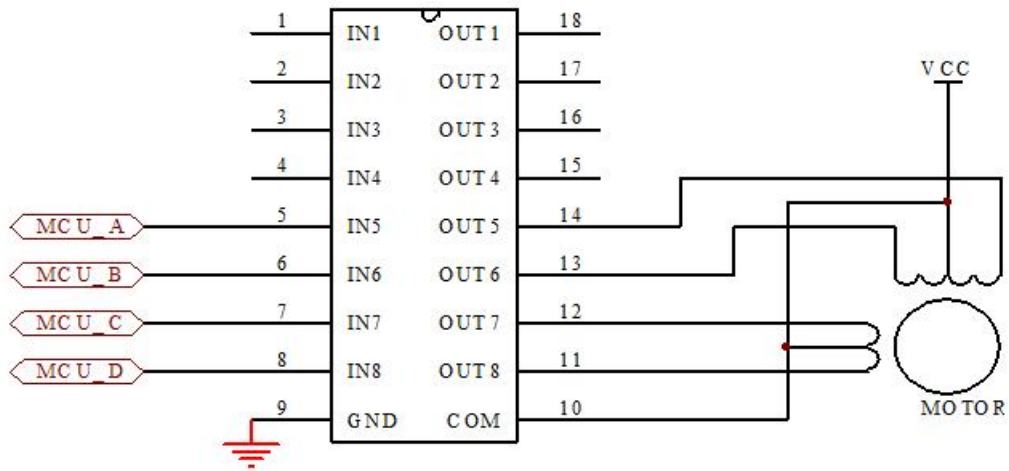 1 IN1 OUT1 18
2 IN2 OUT2 17
VCC
3 IN3 OUT3 16
4 IN4 OUT4 15
MCU_A 5 IN5 OUT5 14
MCU_B 6 IN6 OUT6 13
MCU_C 7 IN7 OUT7 12
MCU_D 8 IN8 OUT8 11
9 GND COM 10
MOTOR